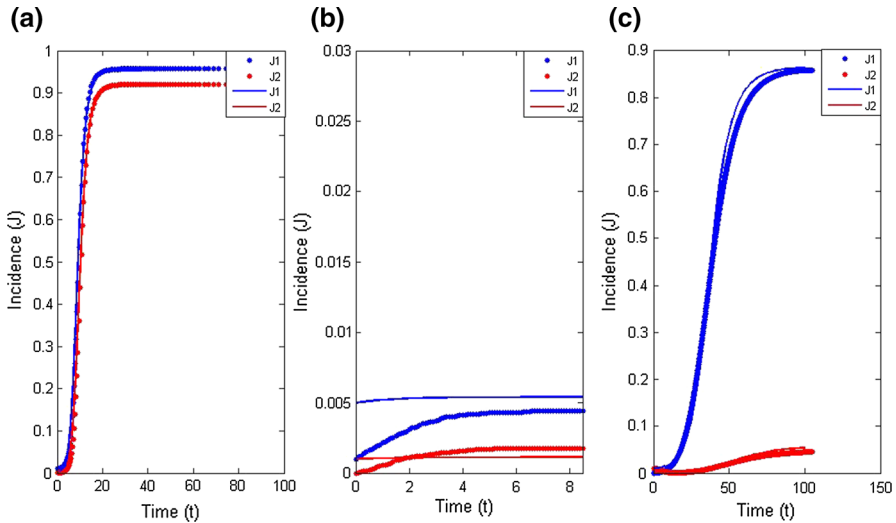 (a)
1
0.9
0.8
0.7
0.6
0.5
0.4
0.3
0.2
0.1
0
0 20 40 60 80 100
Incidence (J)
Time (t)
J1
J2
J1
J2
(b)
0.03
0.025
0.02
0.015
0.01
0.005
0
0 2 4 6 8
Incidence (J)
Time (t)
J1
J2
J1
J2
(c)
0.9
0.8
0.7
0.6
0.5
0.4
0.3
0.2
0.1
0
0 50 100 150
Incidence (J)
Time (t)
J1
J2
J1
J2